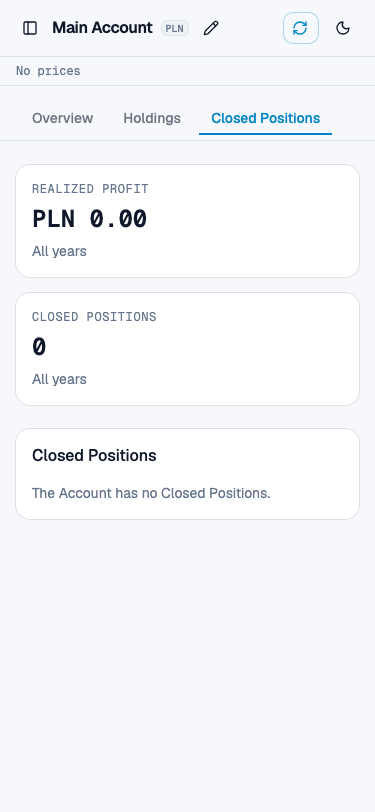 Main Account PLN
No prices
Overview Holdings Closed Positions
REALIZED PROFIT
PLN 0.00
All years
CLOSED POSITIONS
0
All years
Closed Positions
The Account has no Closed Positions.